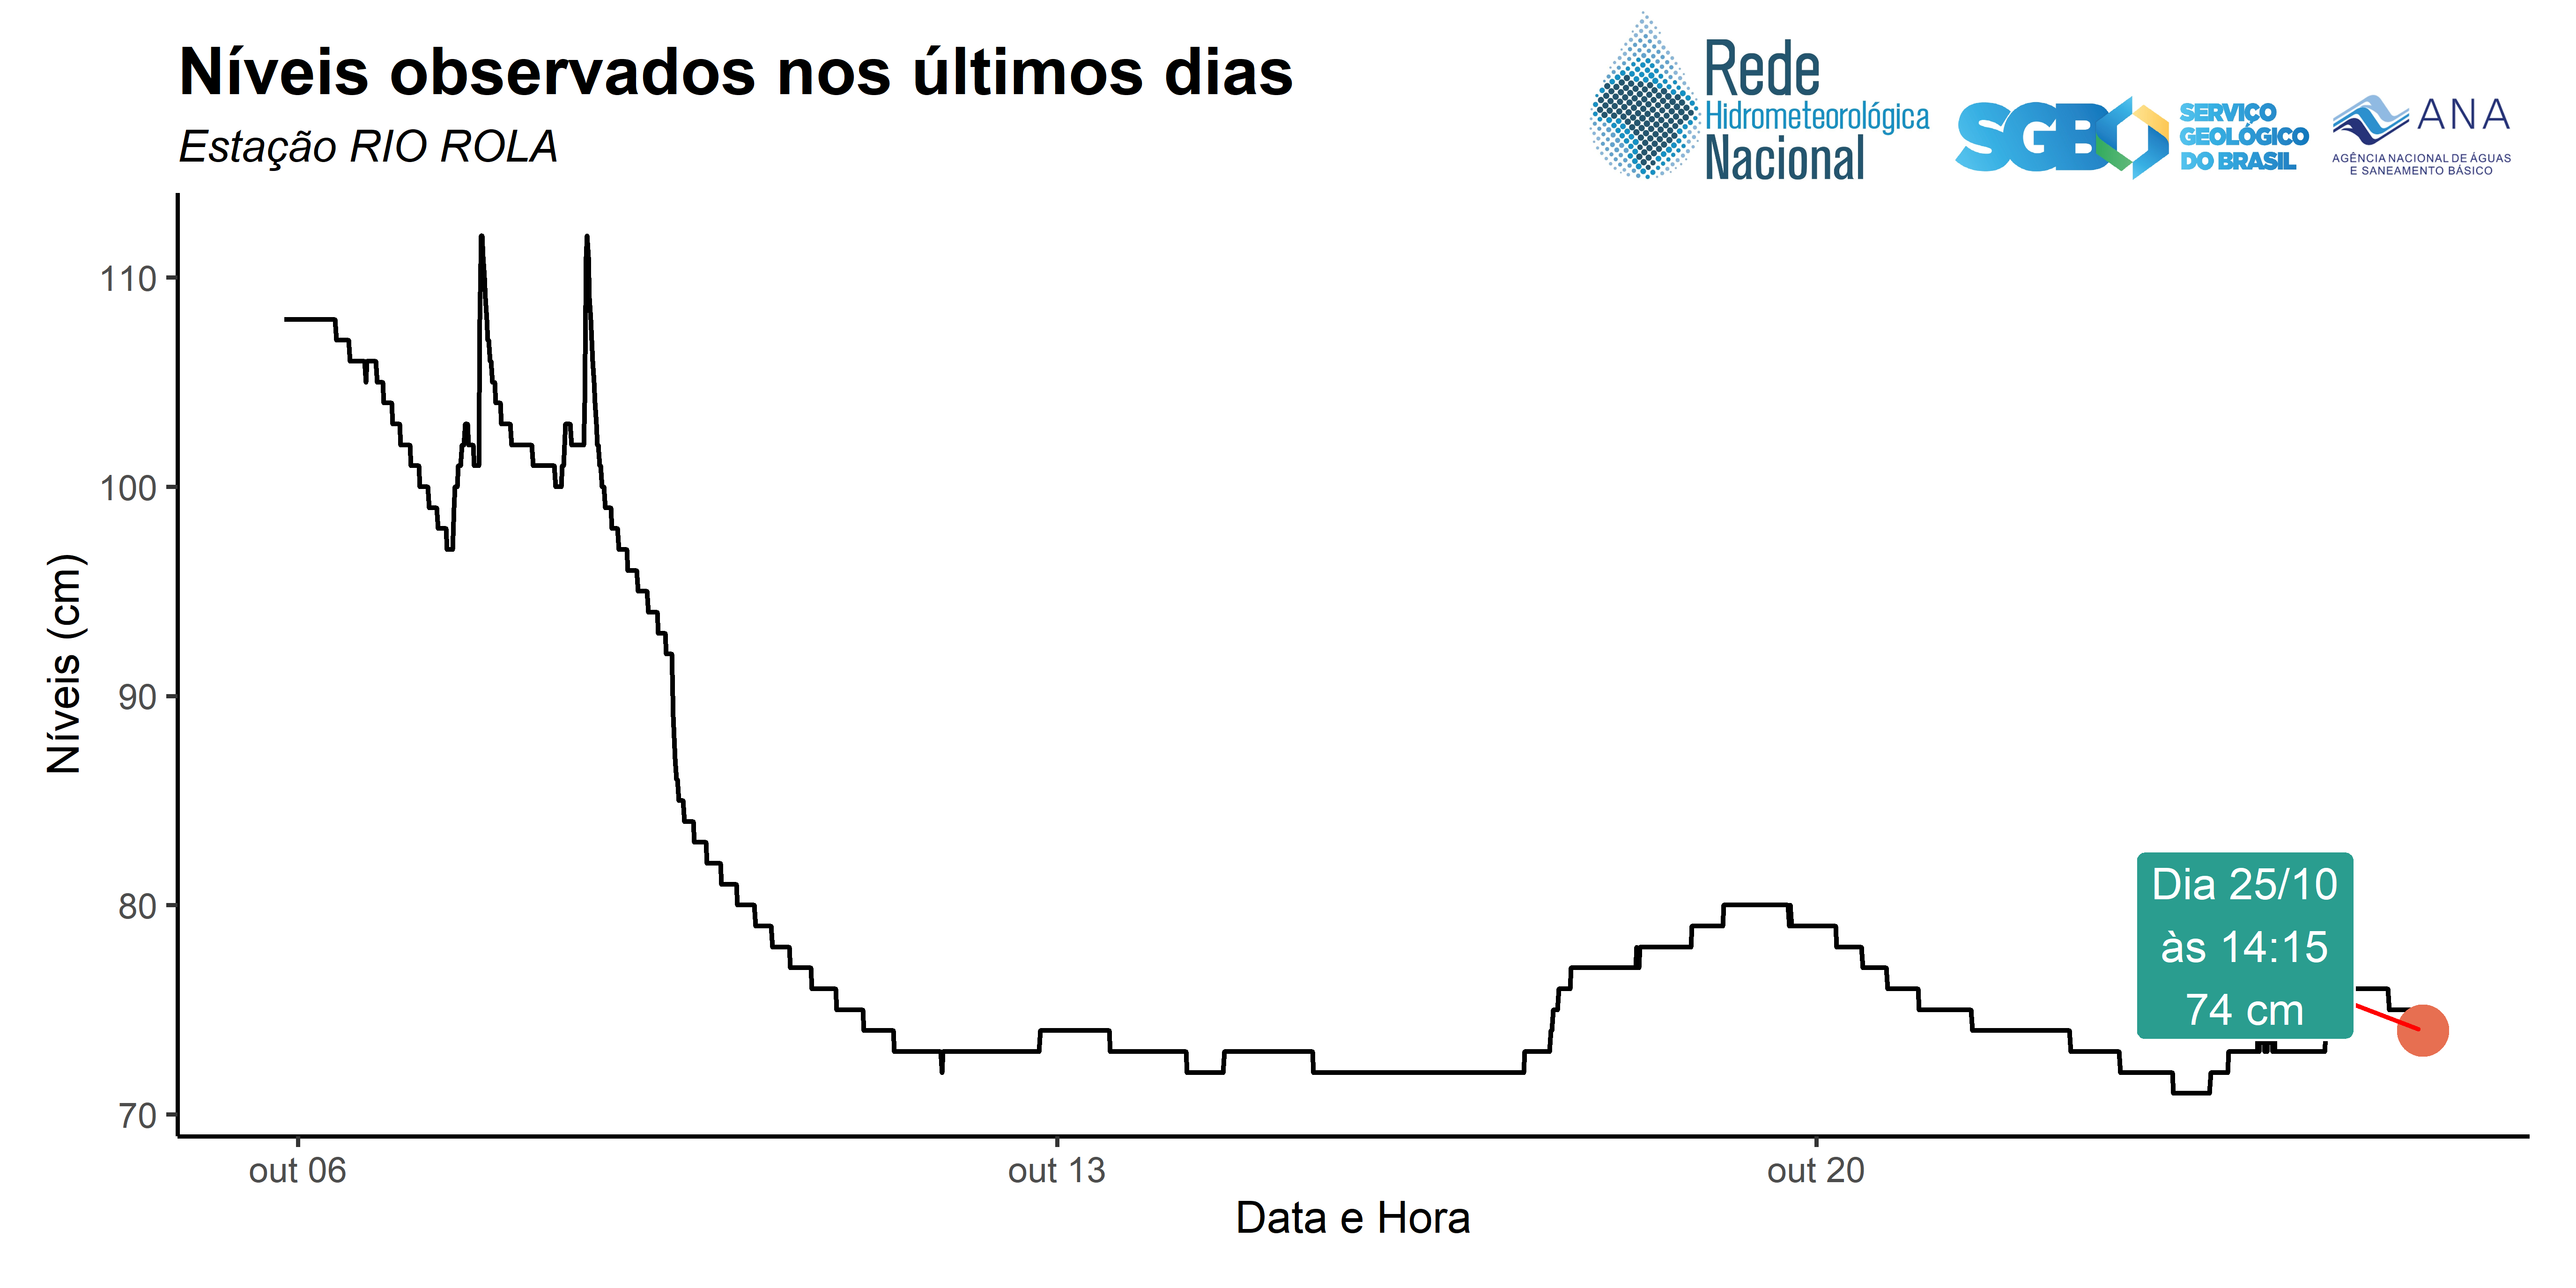 Níveis observados nos últimos dias
Estação RIO ROLA
Rede
Hidrometeorológica
Nacional
SGB
SERVIÇO
GEOLÓGICO
DO BRASIL
ANA
AGÊNCIA NACIONAL DE ÁGUAS
E SANEAMENTO BÁSICO
Níveis (cm)
110
100
90
80
70
Dia 25/10
às 14:15
74 cm
out 06
out 13
out 20
Data e Hora